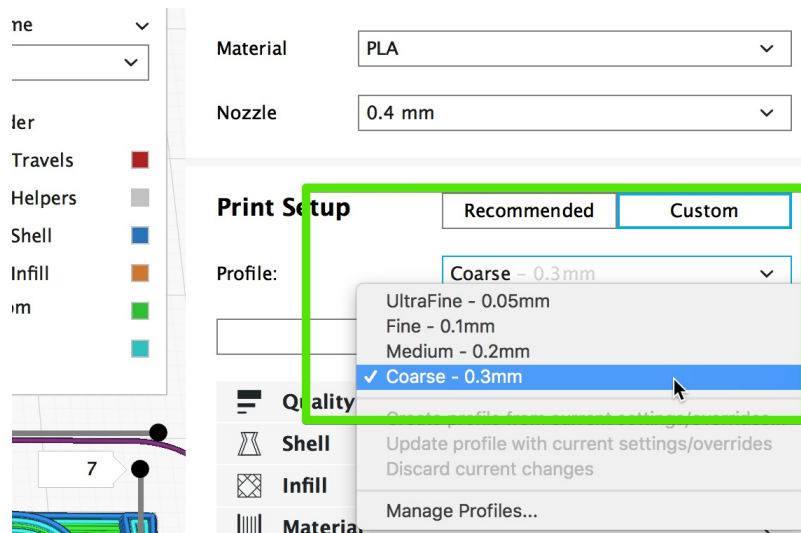 me
Material PLA
Nozzle 0.4 mm
der
Travels
Helpers
Shell
Infill
om
Print Setup Recommended Custom
Profile: Coarse - 0.3mm
UltraFine - 0.05mm
Fine - 0.1mm
Medium - 0.2mm
✓ Coarse - 0.3mm
Create profile from current settings/overrides...
Update profile with current settings/overrides
Discard current changes
Manage Profiles...
Quality
Shell
Infill
Material
7